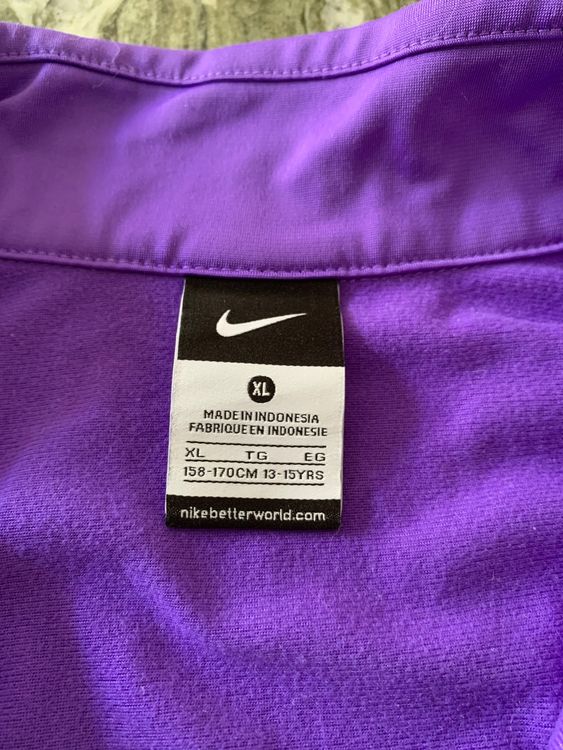 XL
MADE IN INDONESIA
FABRIQUE EN INDONESIE
XL TG EG
158-170CM 13-15YRS
nikebetterworld.com